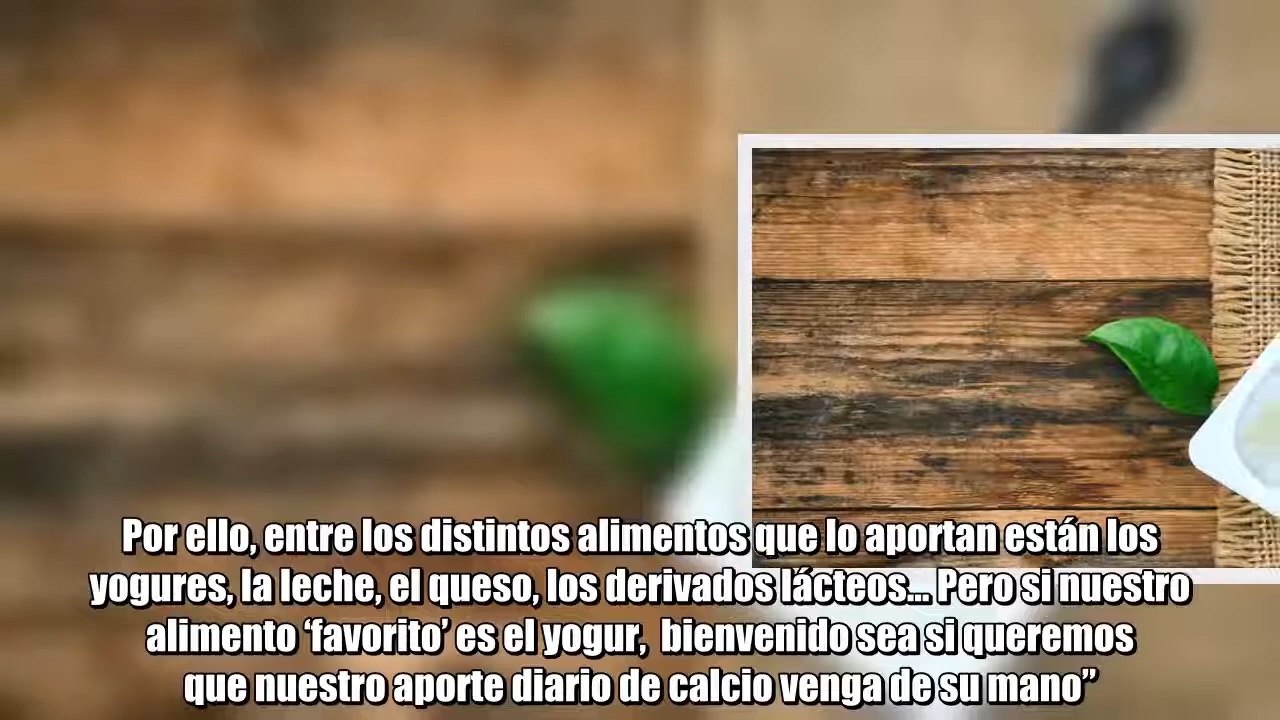 Por ello, entre los distintos alimentos que lo aportan están los
yogures, la leche, el queso, los derivados lácteos... Pero si nuestro
alimento ‘favorito’ es el yogur,  bienvenido sea si queremos
que nuestro aporte diario de calcio venga de su mano”